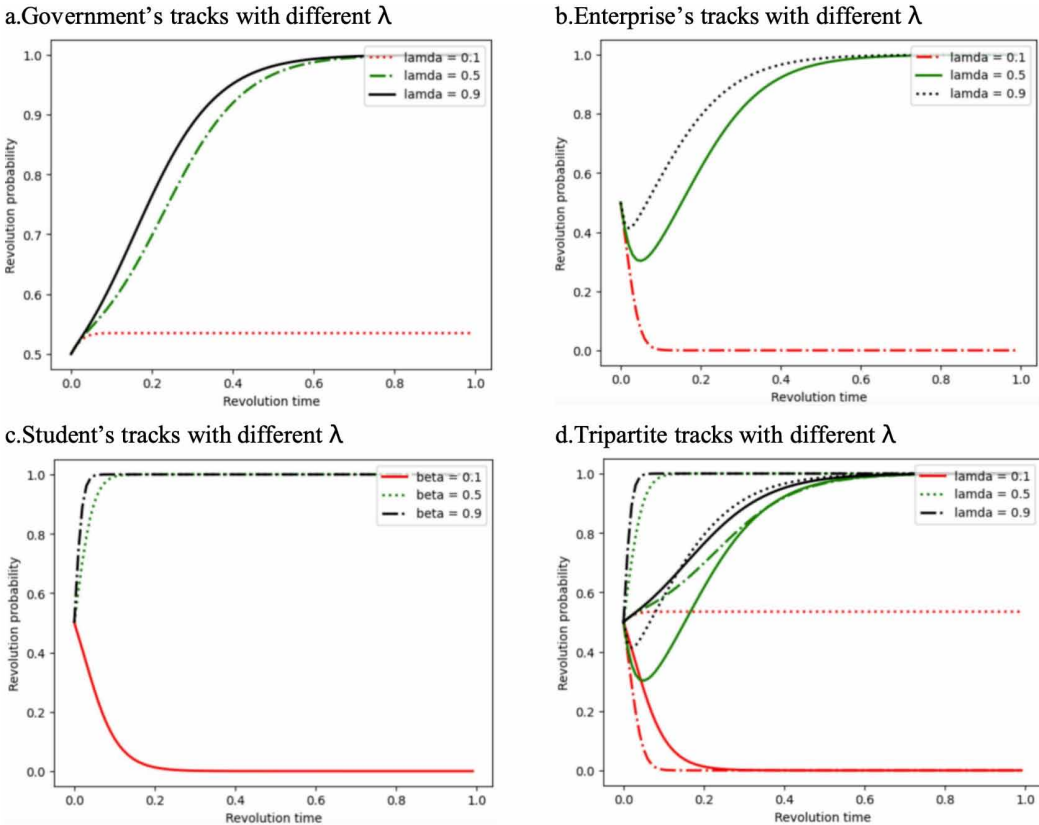 a.Government’s tracks with different λ
1.0
0.9
0.8
0.7
0.6
0.5
Revolution probability
0.0 0.2 0.4 0.6 0.8 1.0
Revolution time
lamda = 0.1
lamda = 0.5
lamda = 0.9
b.Enterprise’s tracks with different λ
1.0
0.8
0.6
0.4
0.2
0.0
Revolution probability
0.0 0.2 0.4 0.6 0.8 1.0
Revolution time
lamda = 0.1
lamda = 0.5
lamda = 0.9
c.Student’s tracks with different λ
1.0
0.8
0.6
0.4
0.2
0.0
Revolution probability
0.0 0.2 0.4 0.6 0.8 1.0
Revolution time
beta = 0.1
beta = 0.5
beta = 0.9
d.Tripartite tracks with different λ
1.0
0.8
0.6
0.4
0.2
0.0
Revolution probability
0.0 0.2 0.4 0.6 0.8 1.0
Revolution time
lamda = 0.1
lamda = 0.5
lamda = 0.9